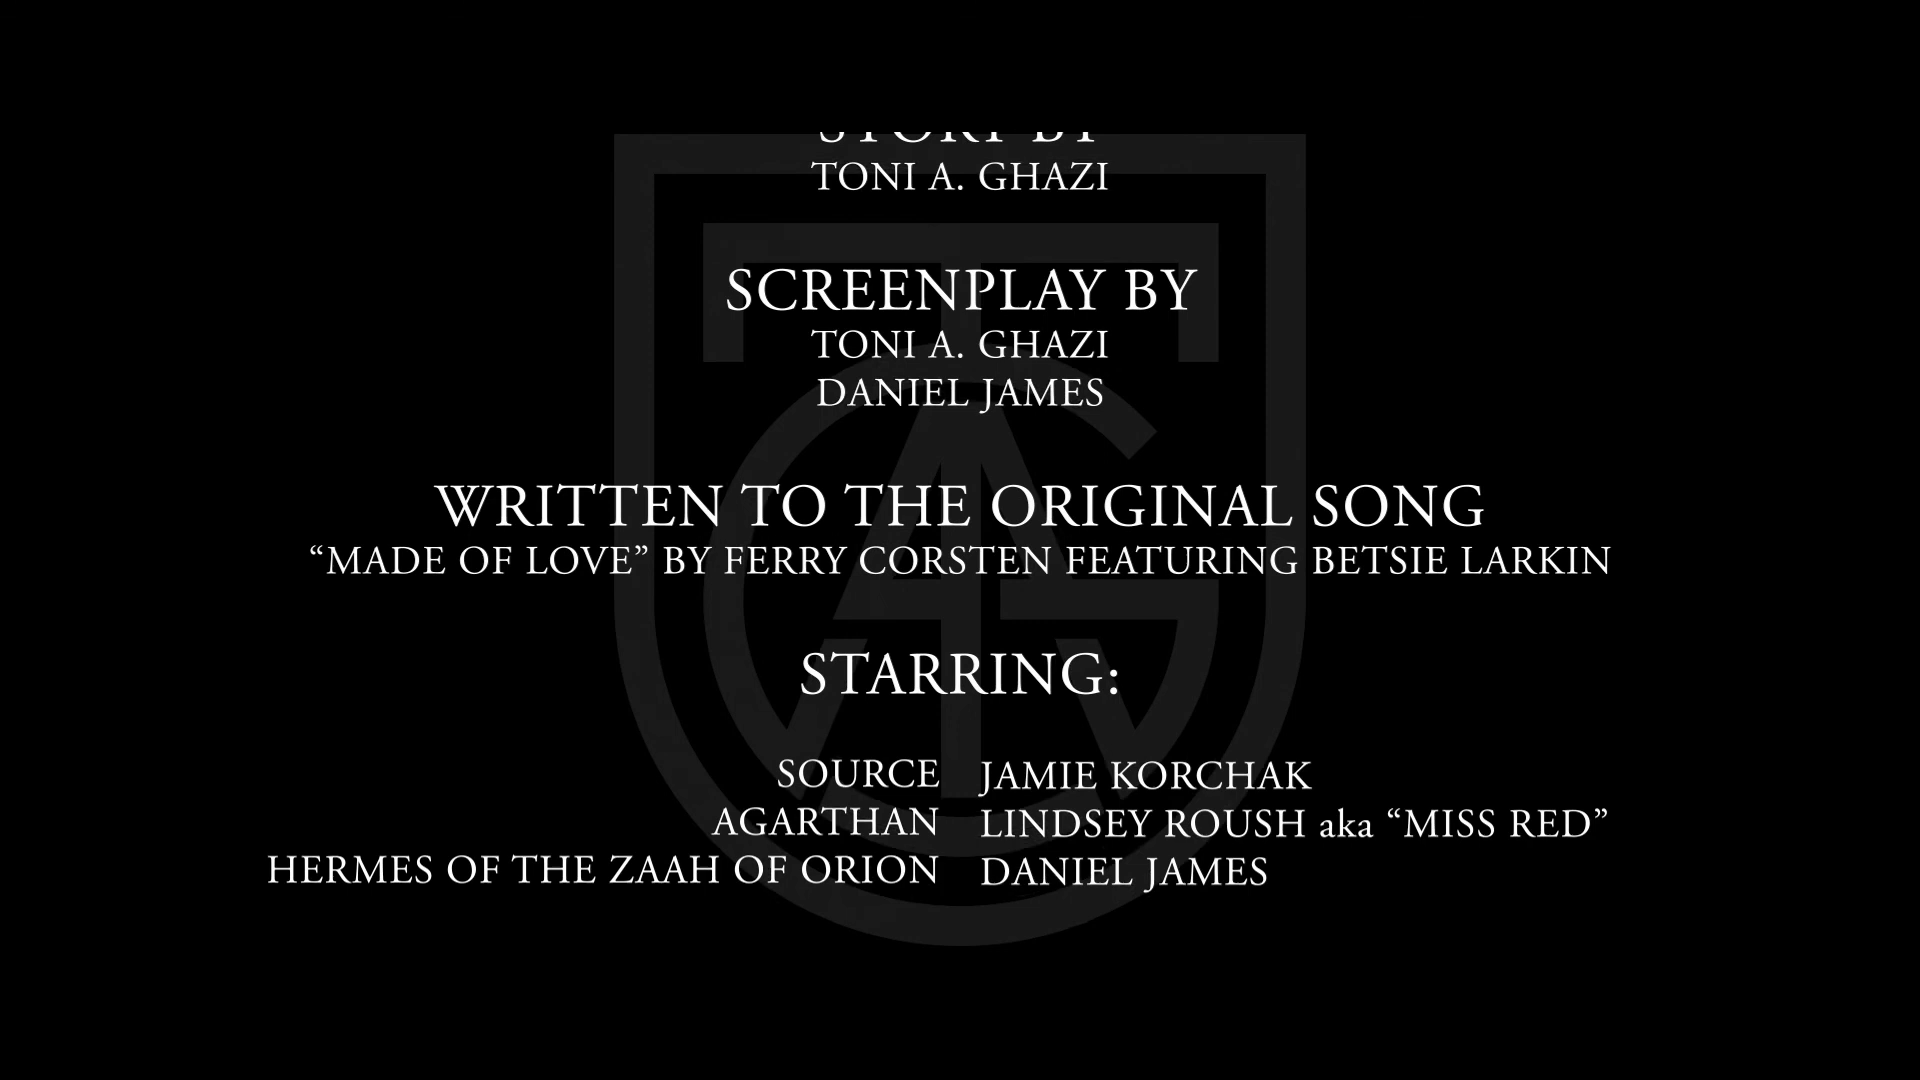 STORY BY
TONI A. GHAZI
SCREENPLAY BY
TONI A. GHAZI
DANIEL JAMES
WRITTEN TO THE ORIGINAL SONG
“MADE OF LOVE” BY FERRY CORSTEN FEATURING BETSIE LARKIN
STARRING:
SOURCE JAMIE KORCHAK
AGARTHAN LINDSEY ROUSH aka “MISS RED”
HERMES OF THE ZAAH OF ORION DANIEL JAMES